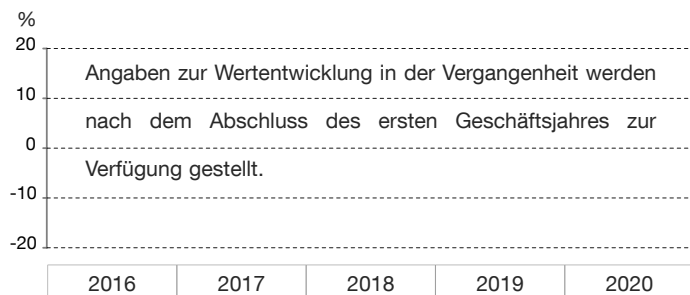 %
20
Angaben zur Wertentwicklung in der Vergangenheit werden
10
nach dem Abschluss des ersten Geschäftsjahres zur
0
Verfügung gestellt.
-10
-20
2016 2017 2018 2019 2020